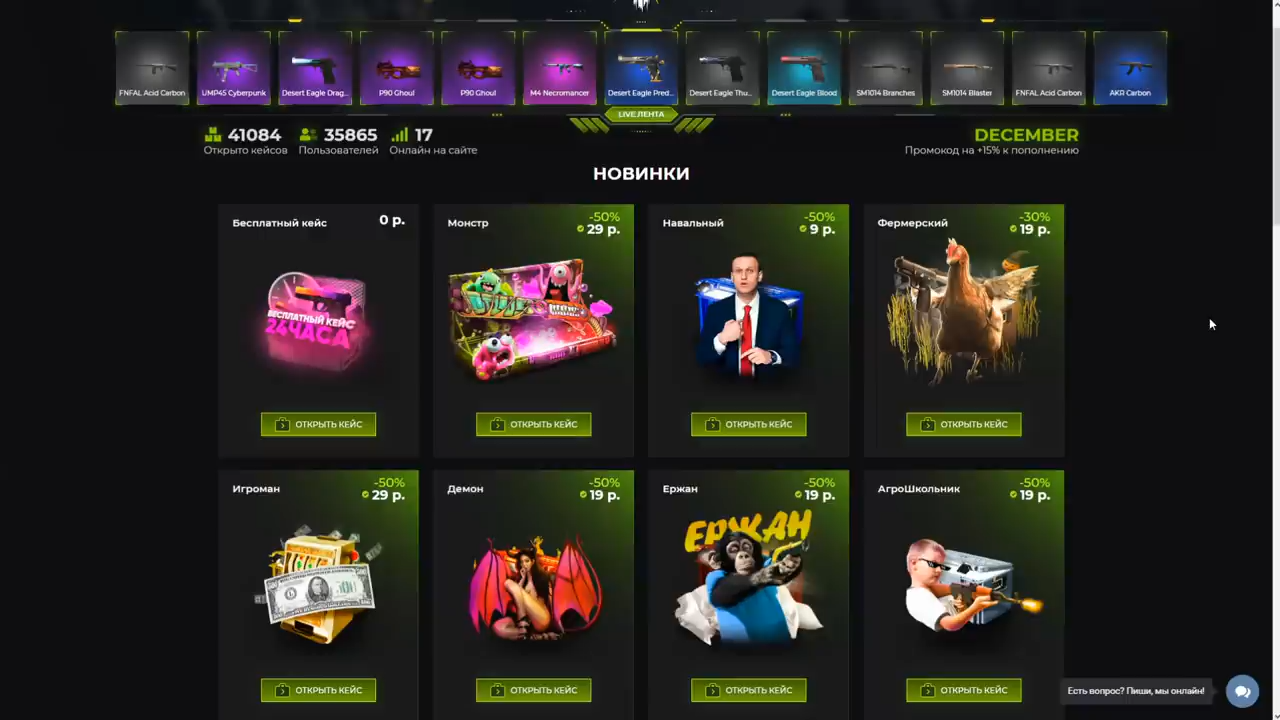 FNFAL Acid Carbon
UMP45 Cyberpunk
Desert Eagle Drag...
P90 Ghoul
P90 Ghoul
M4 Necromancer
Desert Eagle Pred...
Desert Eagle Thu...
Desert Eagle Blood
SM1014 Branches
SM1014 Blaster
FNFAL Acid Carbon
AKR Carbon
LIVE ЛЕНТА
41084 35865 17
Открыто кейсов Пользователей Онлайн на сайте
DECEMBER
Промокод на +15% к пополнению
НОВИНКИ
Бесплатный кейс 0 р.
БЕСПЛАТНЫЙ КЕЙС
24 ЧАСА
ОТКРЫТЬ КЕЙС
Монстр -50%
29 р.
ОТКРЫТЬ КЕЙС
Навальный -50%
9 р.
ОТКРЫТЬ КЕЙС
Фермерский -30%
19 р.
ОТКРЫТЬ КЕЙС
Игроман -50%
29 р.
ОТКРЫТЬ КЕЙС
Демон -50%
19 р.
ОТКРЫТЬ КЕЙС
Ержан -50%
19 р.
ЕРЖАН
ОТКРЫТЬ КЕЙС
АгроШкольник -50%
19 р.
ОТКРЫТЬ КЕЙС
Есть вопрос? Пиши, мы онлайн!